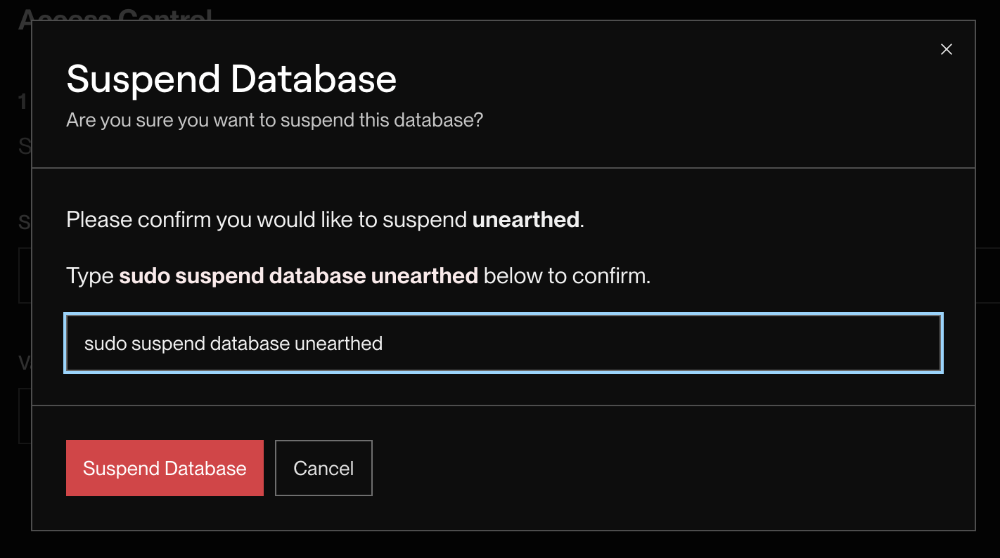 Access Control
Suspend Database
Are you sure you want to suspend this database?
1
S
Please confirm you would like to suspend unearthed.
S
Type sudo suspend database unearthed below to confirm.
sudo suspend database unearthed
Suspend Database
Cancel